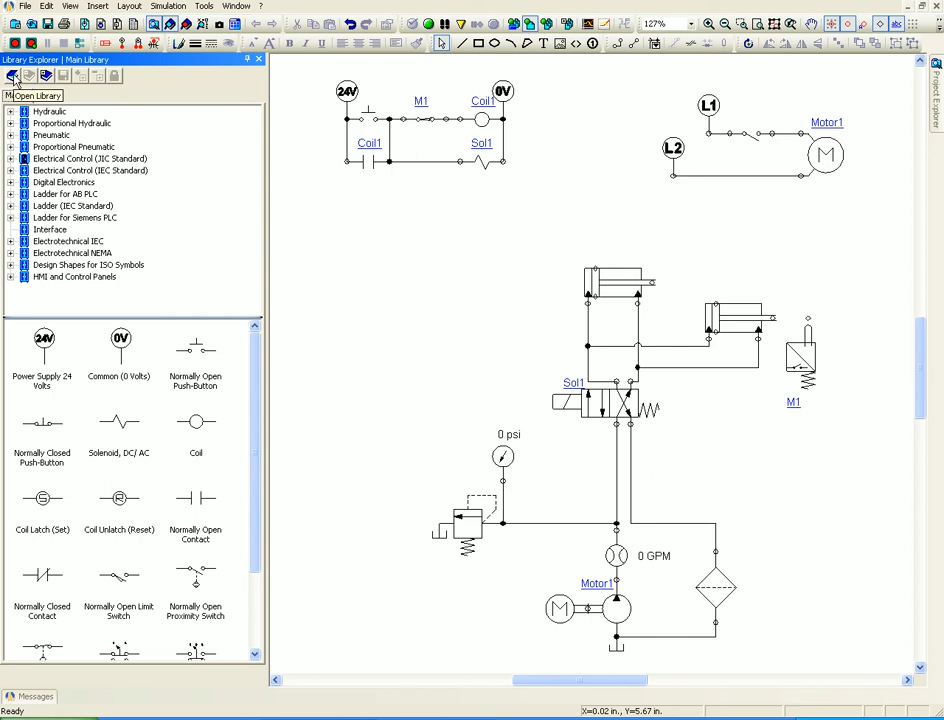 File Edit View Insert Layout Simulation Tools Window ?
127%
Library Explorer | Main Library
Open Library
Hydraulic
Proportional Hydraulic
Pneumatic
Proportional Pneumatic
Electrical Control (JIC Standard)
Electrical Control (IEC Standard)
Digital Electronics
Ladder for AB PLC
Ladder (IEC Standard)
Ladder for Siemens PLC
Interface
Electrotechnical IEC
Electrotechnical NEMA
Design Shapes for ISO Symbols
HMI and Control Panels
24V 0V
Power Supply 24 Volts
Common (0 Volts)
Normally Open Push-Button
Normally Closed Push-Button
Solenoid, DC/ AC
Coil
S R
Coil Latch (Set)
Coil Unlatch (Reset)
Normally Open Contact
Normally Closed Contact
Normally Open Limit Switch
Normally Open Proximity Switch
24V 0V
M1 Coil1
Coil1 Sol1
L1
Motor1
L2 M
Sol1
M1
0 psi
0 GPM
Motor1
M
Project Explorer
Messages
Ready
X=0.02 in., Y=5.67 in.